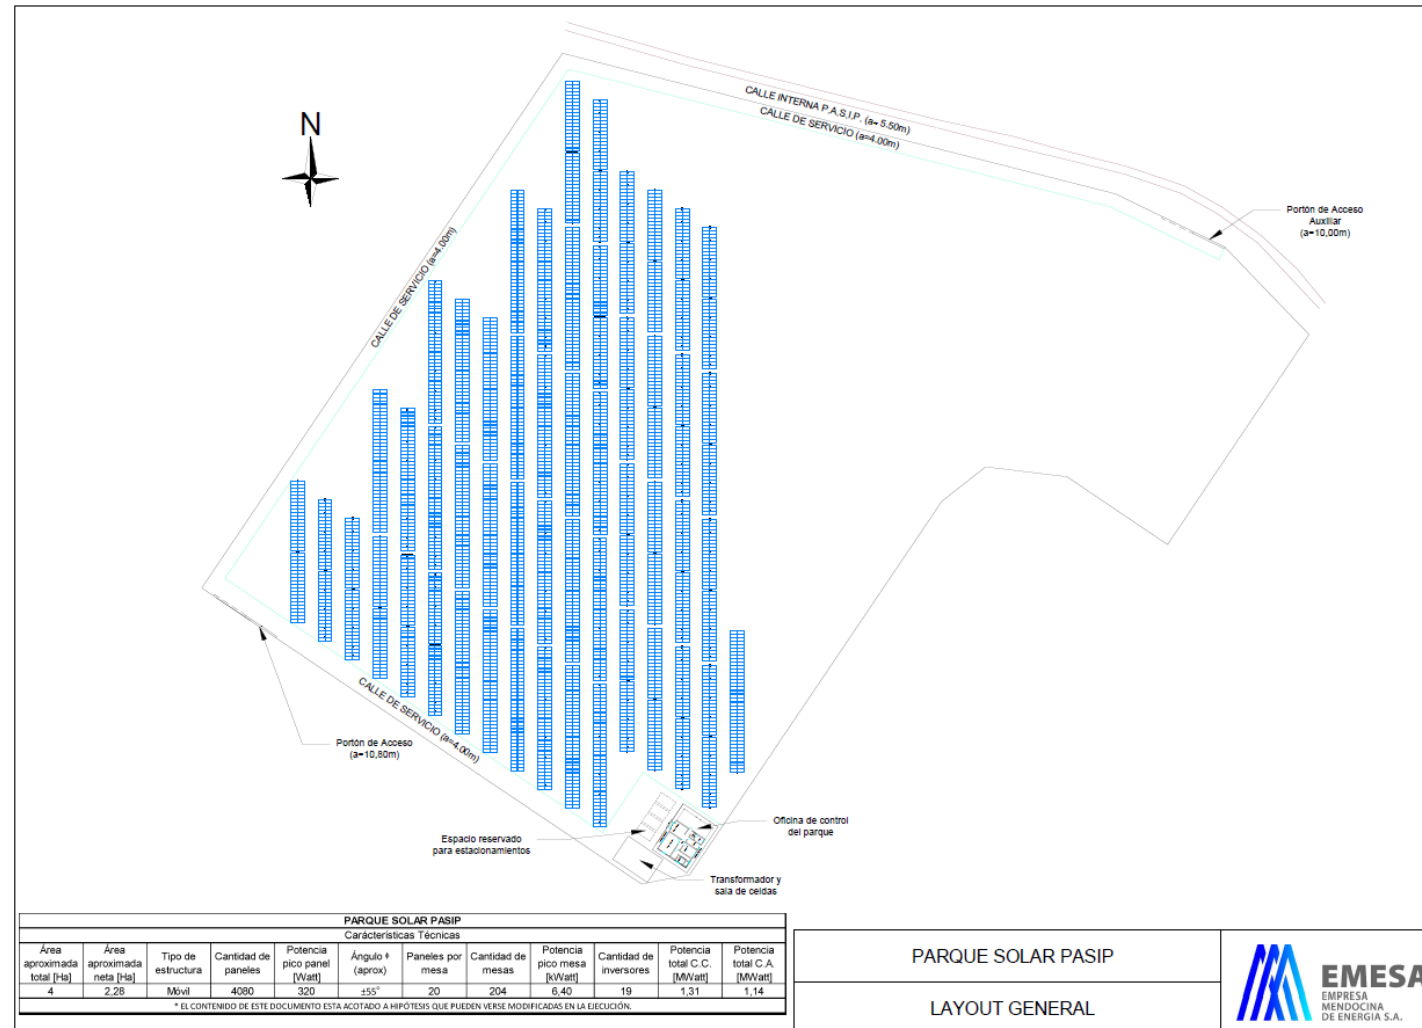 CALLE INTERNA P.A.S.I.P. (a=5.50m)
CALLE DE SERVICIO (a=4.00m)
N
Portón de Acceso
Auxiliar
(a=10,00m)
CALLE DE SERVICIO (a=4.00m)
CALLE DE SERVICIO (a=4.00m)
Portón de Acceso
(a=10,80m)
Oficina de control
del parque
Espacio reservado
para estacionamientos
Transformador y
sala de celdas
PARQUE SOLAR PASIP
Carácterísticas Técnicas
Área aproximada total [Ha] Área aproximada neta [Ha] Tipo de estructura Cantidad de paneles Potencia pico panel [Watt] Ángulo (aprox) Paneles por mesa Cantidad de mesas Potencia pico mesa [kWatt] Cantidad de inversores Potencia total C.C. [MWatt] Potencia total C.A. [MWatt]
4 2,28 Móvil 4080 320 ±55° 20 204 6,40 19 1,31 1,14
* EL CONTENIDO DE ESTE DOCUMENTO ESTA ACOTADO A HIPÓTESIS QUE PUEDEN VERSE MODIFICADAS EN LA EJECUCIÓN.
PARQUE SOLAR PASIP
LAYOUT GENERAL
EMESA
EMPRESA
MENDOCINA
DE ENERGIA S.A.